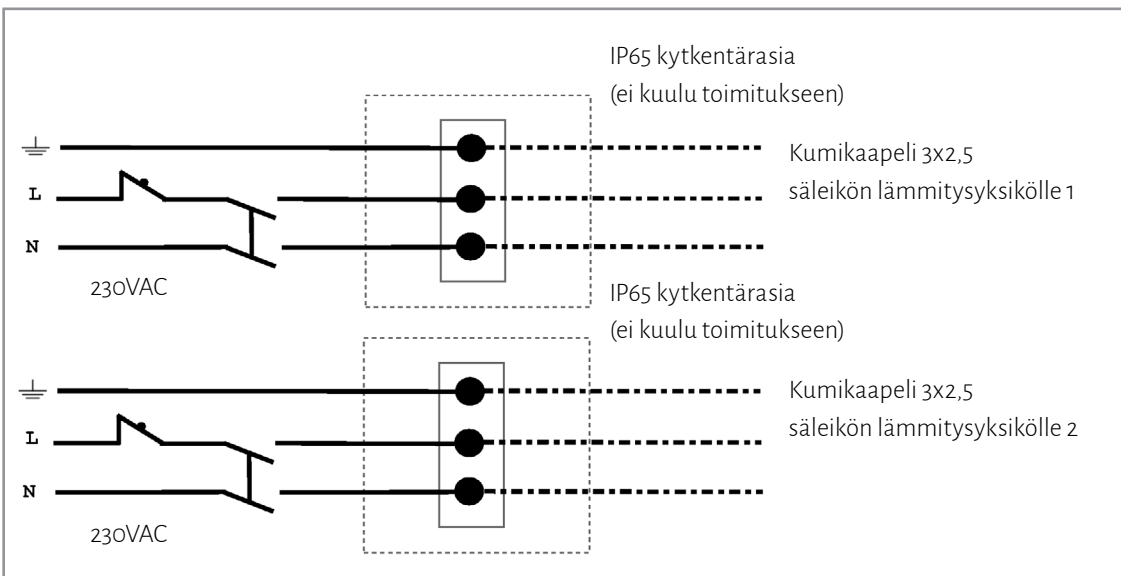 IP65 kytkentärasia
(ei kuulu toimitukseen)
Kumikaapeli 3x2,5
säleikön lämmitysyksikölle 1
L
N
230VAC
IP65 kytkentärasia
(ei kuulu toimitukseen)
Kumikaapeli 3x2,5
säleikön lämmitysyksikölle 2
L
N
230VAC